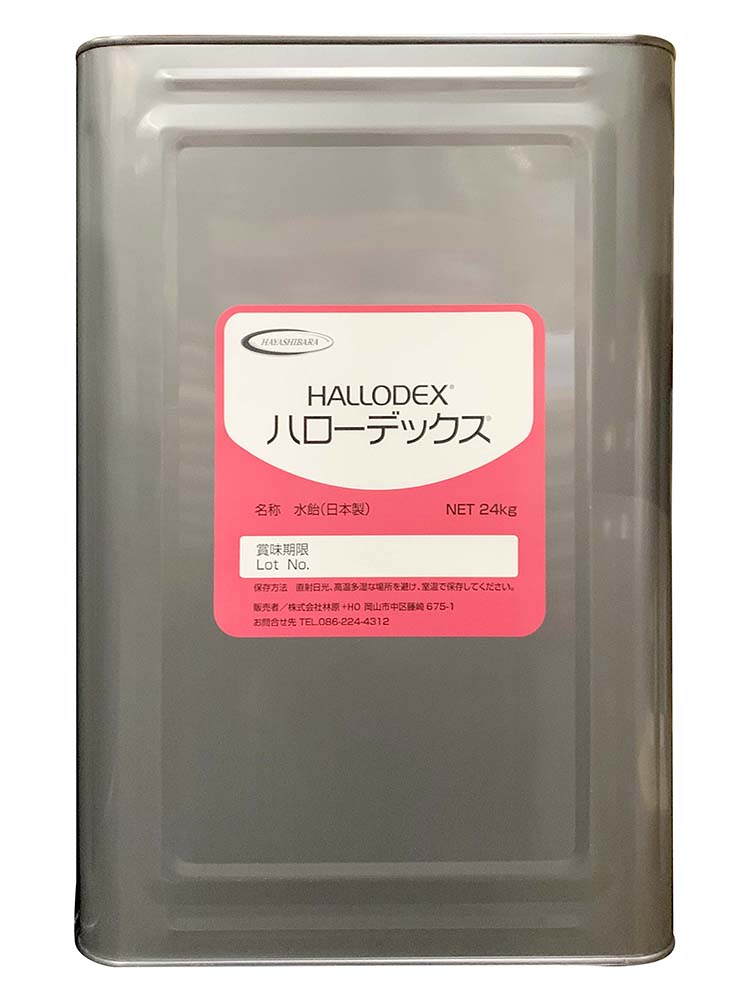 HAYASHIBARA
HALLODEX®
ハローデックス®
名称 水飴(日本製) NET 24kg
賞味期限
Lot No.
保存方法 直射日光、高温多湿な場所を避け、室温で保存してください。
販売者/株式会社林原 +HO 岡山市中区藤崎 675-1
お問合せ先 TEL.086-224-4312